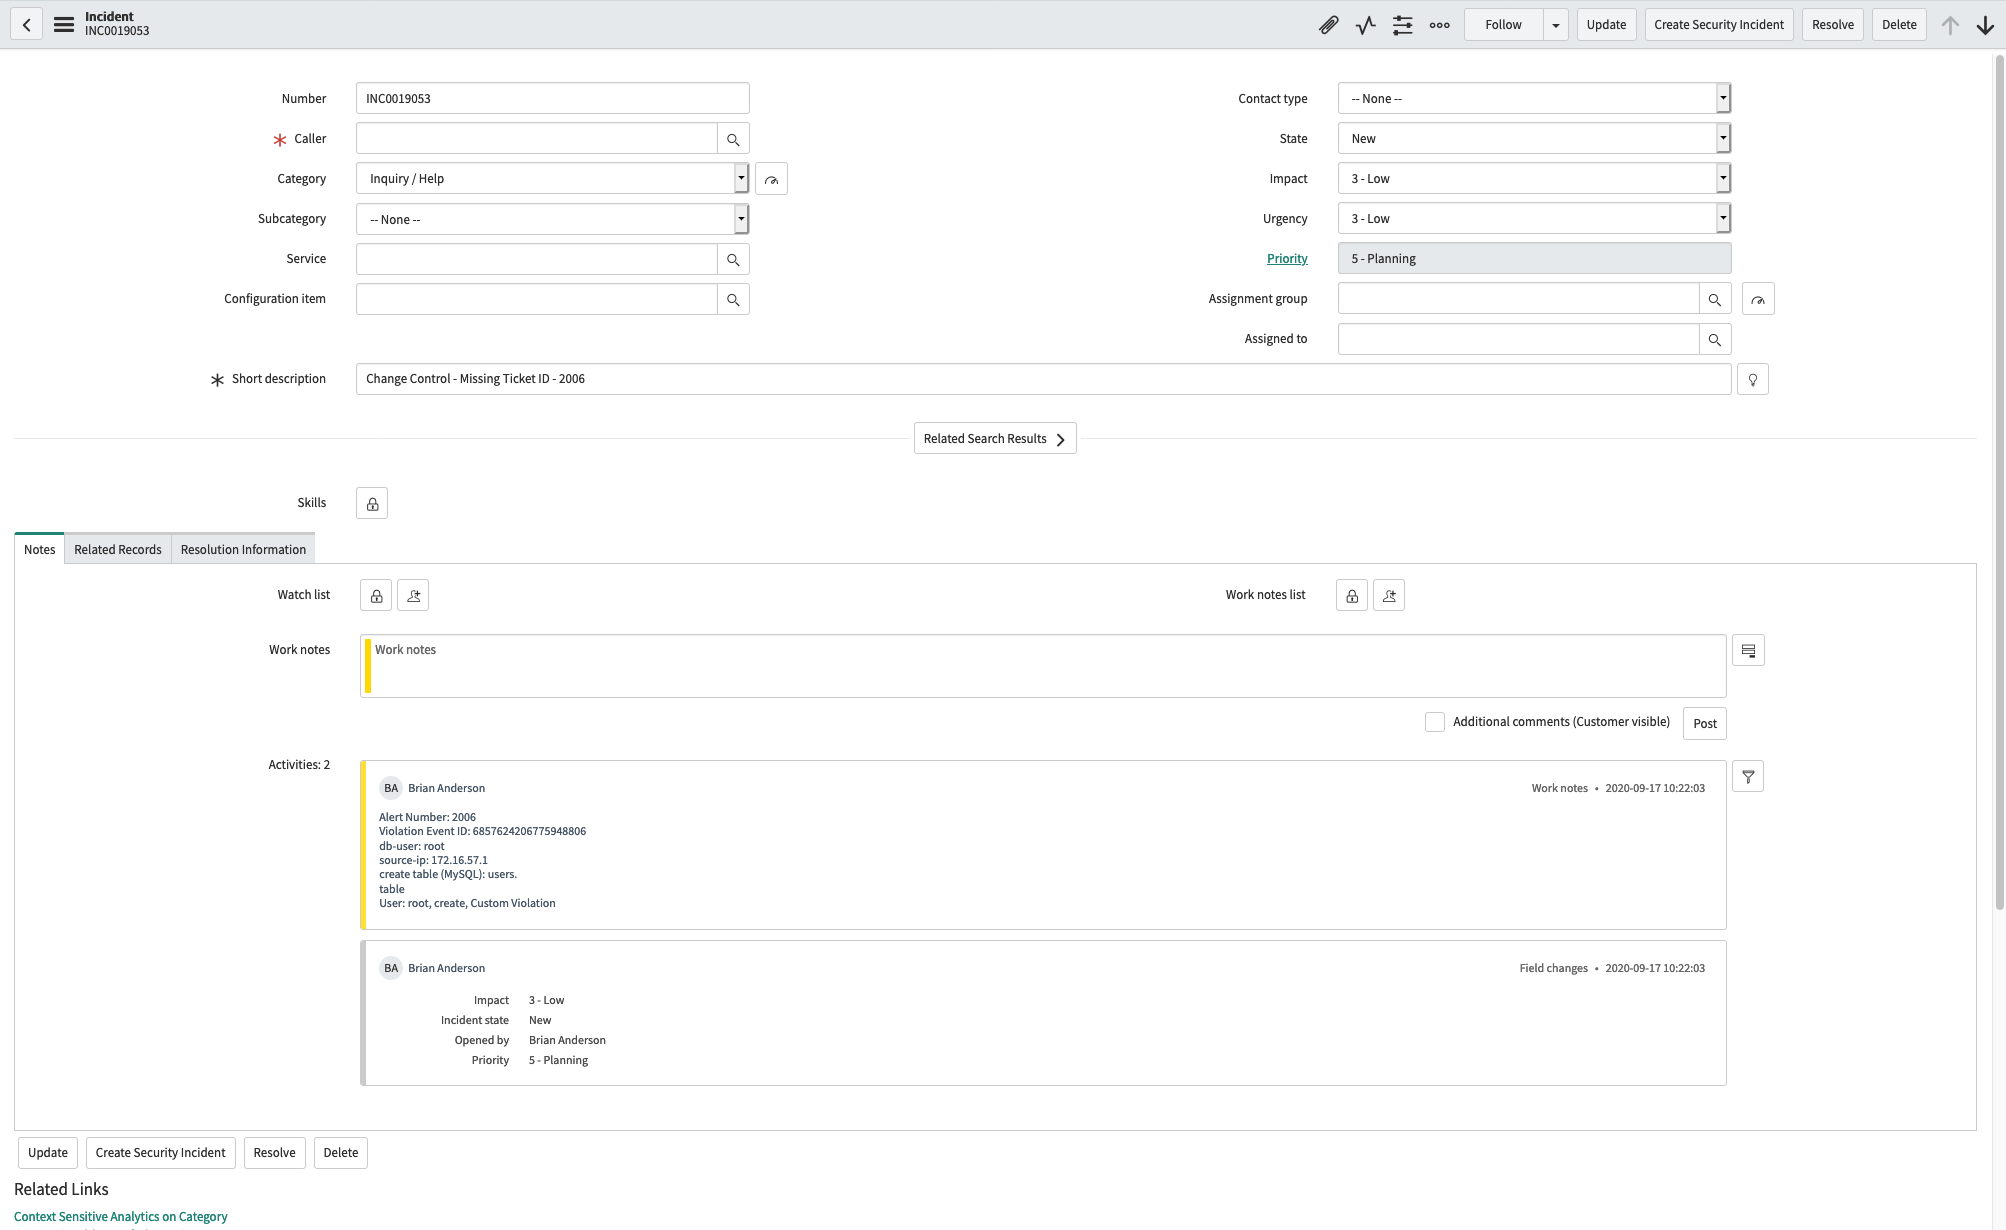 Incident
INC0019053
Follow
Update
Create Security Incident
Resolve
Delete
Number
INC0019053
Contact type
-- None --
Caller
State
New
Category
Inquiry / Help
Impact
3 - Low
Subcategory
-- None --
Urgency
3 - Low
Service
Priority
5 - Planning
Configuration item
Assignment group
Assigned to
Short description
Change Control - Missing Ticket ID - 2006
Related Search Results
Skills
Notes
Related Records
Resolution Information
Watch list
Work notes list
Work notes
Work notes
Additional comments (Customer visible)
Post
Activities: 2
BA
Brian Anderson
Work notes • 2020-09-17 10:22:03
Alert Number: 2006
Violation Event ID: 6857624206775948806
db-user: root
source-ip: 172.16.57.1
create table (MySQL): users.
table
User: root, create, Custom Violation
BA
Brian Anderson
Field changes • 2020-09-17 10:22:03
Impact 3 - Low
Incident state New
Opened by Brian Anderson
Priority 5 - Planning
Update
Create Security Incident
Resolve
Delete
Related Links
Context Sensitive Analytics on Category